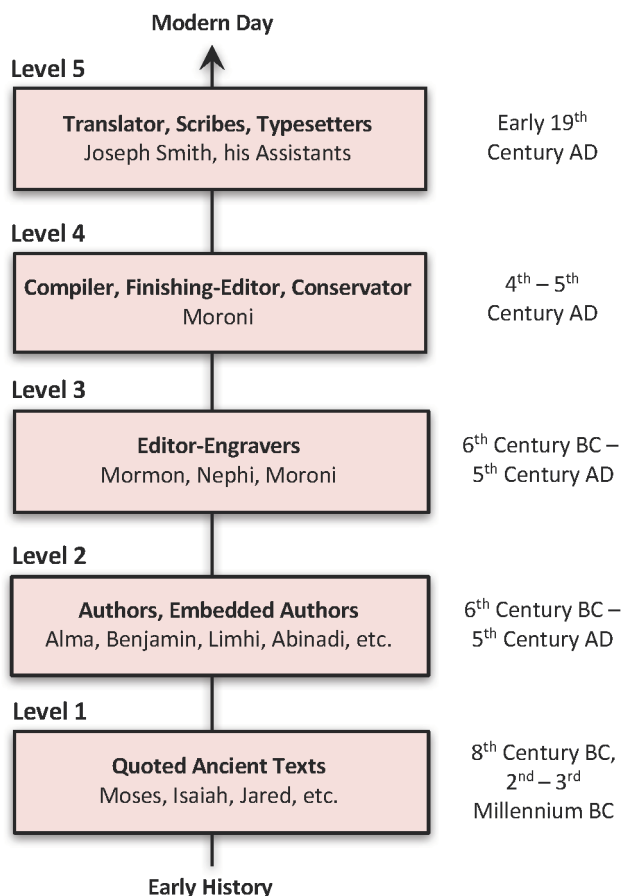 Modern Day
Level 5
Translator, Scribes, Typesetters
Joseph Smith, his Assistants
Early 19th
Century AD
Level 4
Compiler, Finishing-Editor, Conservator
Moroni
4th – 5th
Century AD
Level 3
Editor-Engravers
Mormon, Nephi, Moroni
6th Century BC –
5th Century AD
Level 2
Authors, Embedded Authors
Alma, Benjamin, Limhi, Abinadi, etc.
6th Century BC –
5th Century AD
Level 1
Quoted Ancient Texts
Moses, Isaiah, Jared, etc.
8th Century BC,
2nd – 3rd
Millennium BC
Early History